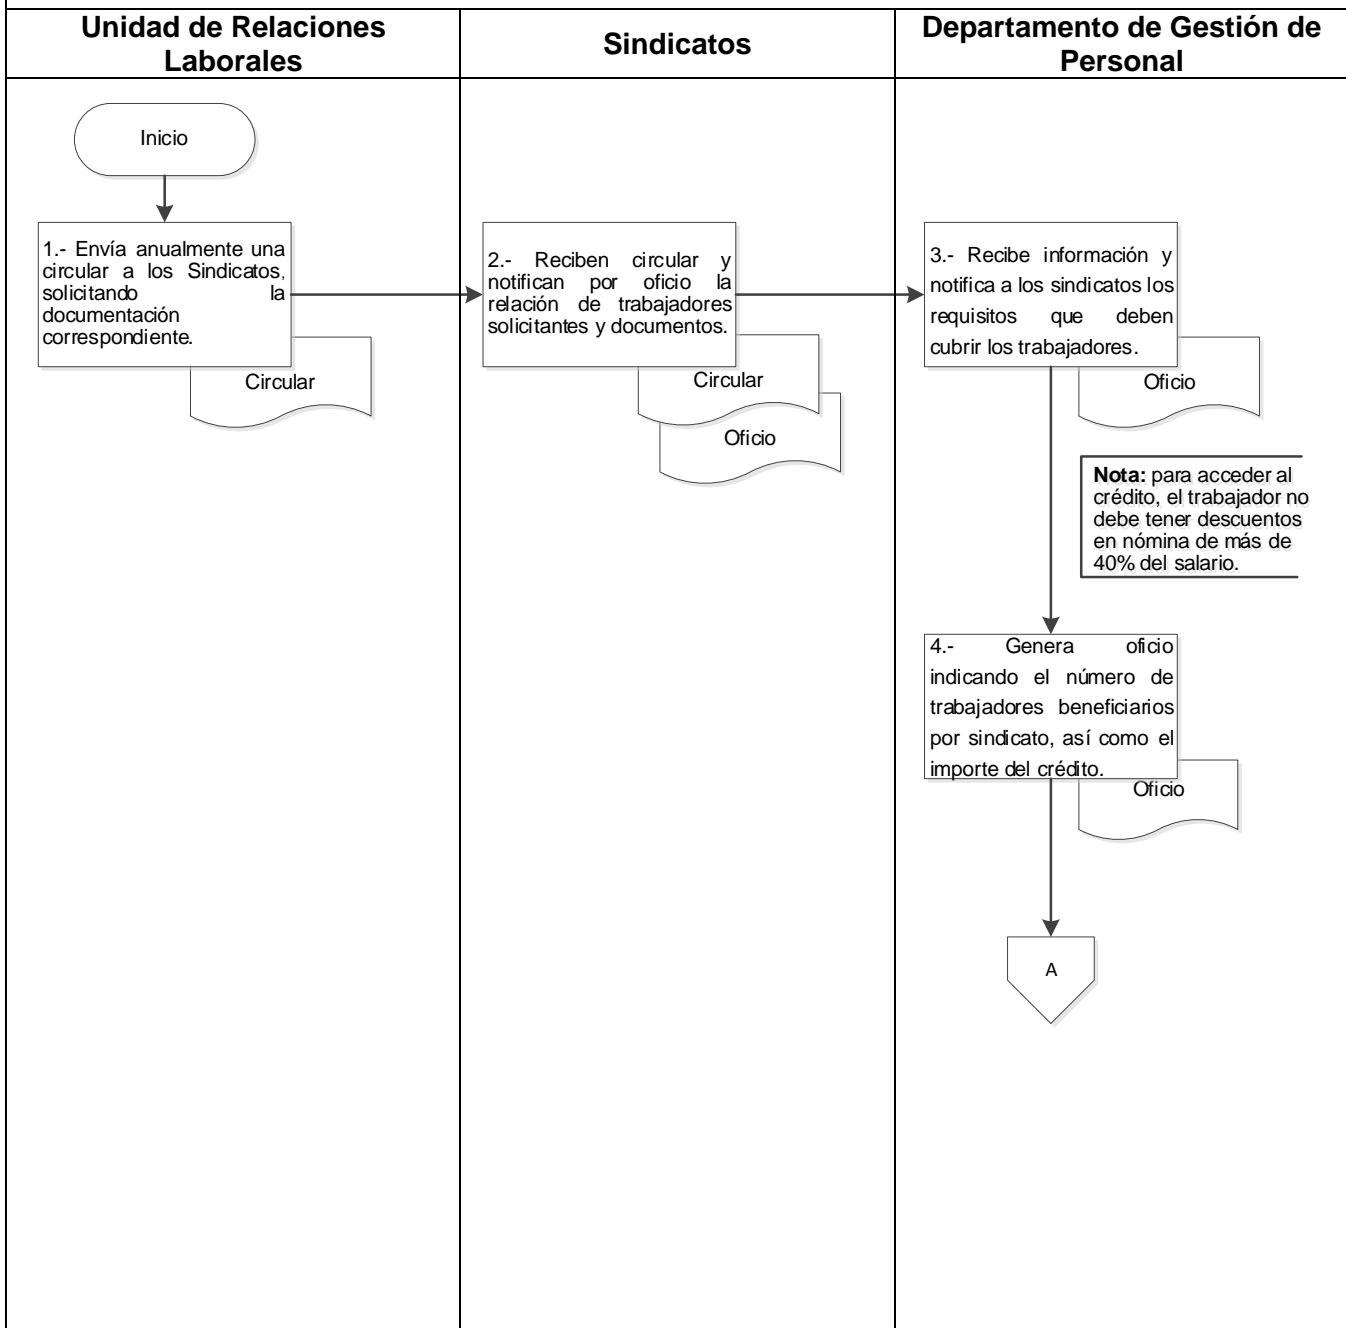 Unidad de Relaciones
Laborales
Sindicatos
Departamento de Gestión de
Personal
Inicio
1.- Envía anualmente una
circular a los Sindicatos,
solicitando la
documentación
correspondiente.
Circular
2.- Reciben circular y
notifican por oficio la
relación de trabajadores
solicitantes y documentos.
Circular
Oficio
3.- Recibe información y
notifica a los sindicatos los
requisitos que deben
cubrir los trabajadores.
Oficio
Nota: para acceder al
crédito, el trabajador no
debe tener descuentos
en nómina de más de
40% del salario.
4.- Genera oficio
indicando el número de
trabajadores beneficiarios
por sindicato, así como el
importe del crédito.
Oficio
A